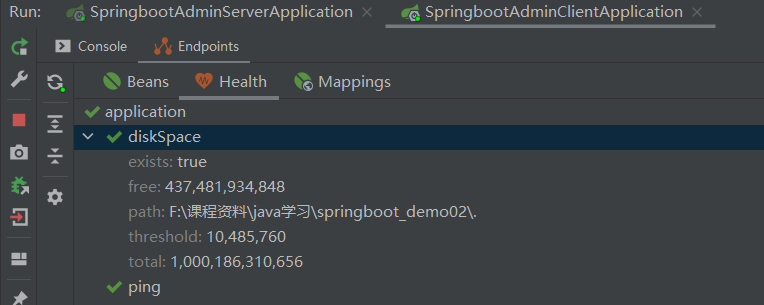 Run: SpringbootAdminServerApplication × SpringbootAdminClientApplication ×
Console Endpoints
Beans Health Mappings
application
diskSpace
exists: true
free: 437,481,934,848
path: F:\课程资料\java学习\springboot_demo02\.
threshold: 10,485,760
total: 1,000,186,310,656
ping